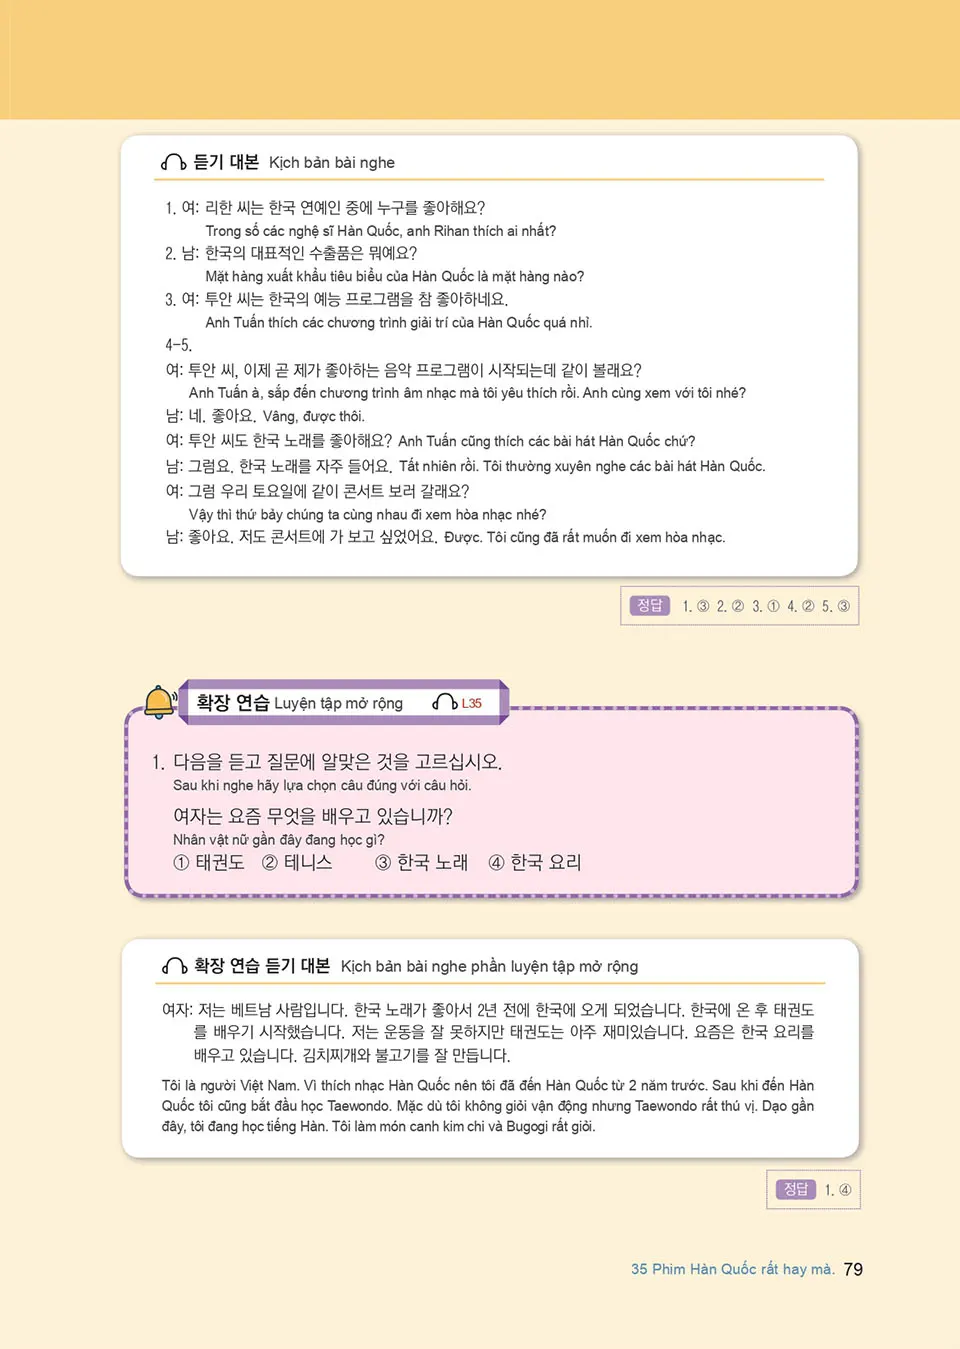 듣기 대본 Kịch bản bài nghe
1. 여: 리한 씨는 한국 연예인 중에 누구를 좋아해요?
Trong số các nghệ sĩ Hàn Quốc, anh Rihan thích ai nhất?
2. 남: 한국의 대표적인 수출품은 뭐예요?
Mặt hàng xuất khẩu tiêu biểu của Hàn Quốc là mặt hàng nào?
3. 여: 투안 씨는 한국의 예능 프로그램을 참 좋아하네요.
Anh Tuấn thích các chương trình giải trí của Hàn Quốc quá nhỉ.
4-5.
여: 투안 씨, 이제 곧 제가 좋아하는 음악 프로그램이 시작되는데 같이 볼래요?
Anh Tuấn à, sắp đến chương trình âm nhạc mà tôi yêu thích rồi. Anh cùng xem với tôi nhé?
남: 네. 좋아요. Vâng, được thôi.
여: 투안 씨도 한국 노래를 좋아해요? Anh Tuấn cũng thích các bài hát Hàn Quốc chứ?
남: 그럼요. 한국 노래를 자주 들어요. Tất nhiên rồi. Tôi thường xuyên nghe các bài hát Hàn Quốc.
여: 그럼 우리 토요일에 같이 콘서트 보러 갈래요?
Vậy thì thứ bảy chúng ta cùng nhau đi xem hòa nhạc nhé?
남: 좋아요. 저도 콘서트에 가 보고 싶었어요. Được. Tôi cũng đã rất muốn đi xem hòa nhạc.
정답 1. ③ 2. ② 3. ① 4. ② 5. ③
확장 연습 Luyện tập mở rộng L35
1. 다음을 듣고 질문에 알맞은 것을 고르십시오.
Sau khi nghe hãy lựa chọn câu đúng với câu hỏi.
여자는 요즘 무엇을 배우고 있습니까?
Nhân vật nữ gần đây đang học gì?
① 태권도 ② 테니스 ③ 한국 노래 ④ 한국 요리
확장 연습 듣기 대본 Kịch bản bài nghe phần luyện tập mở rộng
여자: 저는 베트남 사람입니다. 한국 노래가 좋아서 2년 전에 한국에 오게 되었습니다. 한국에 온 후 태권도
를 배우기 시작했습니다. 저는 운동을 잘 못하지만 태권도는 아주 재미있습니다. 요즘은 한국 요리를
배우고 있습니다. 김치찌개와 불고기를 잘 만듭니다.
Tôi là người Việt Nam. Vì thích nhạc Hàn Quốc nên tôi đã đến Hàn Quốc từ 2 năm trước. Sau khi đến Hàn
Quốc tôi cũng bắt đầu học Taewondo. Mặc dù tôi không giỏi vận động nhưng Taewondo rất thú vị. Dạo gần
đây, tôi đang học tiếng Hàn. Tôi làm món canh kim chi và Bugogi rất giỏi.
정답 1. ④
35 Phim Hàn Quốc rất hay mà. 79